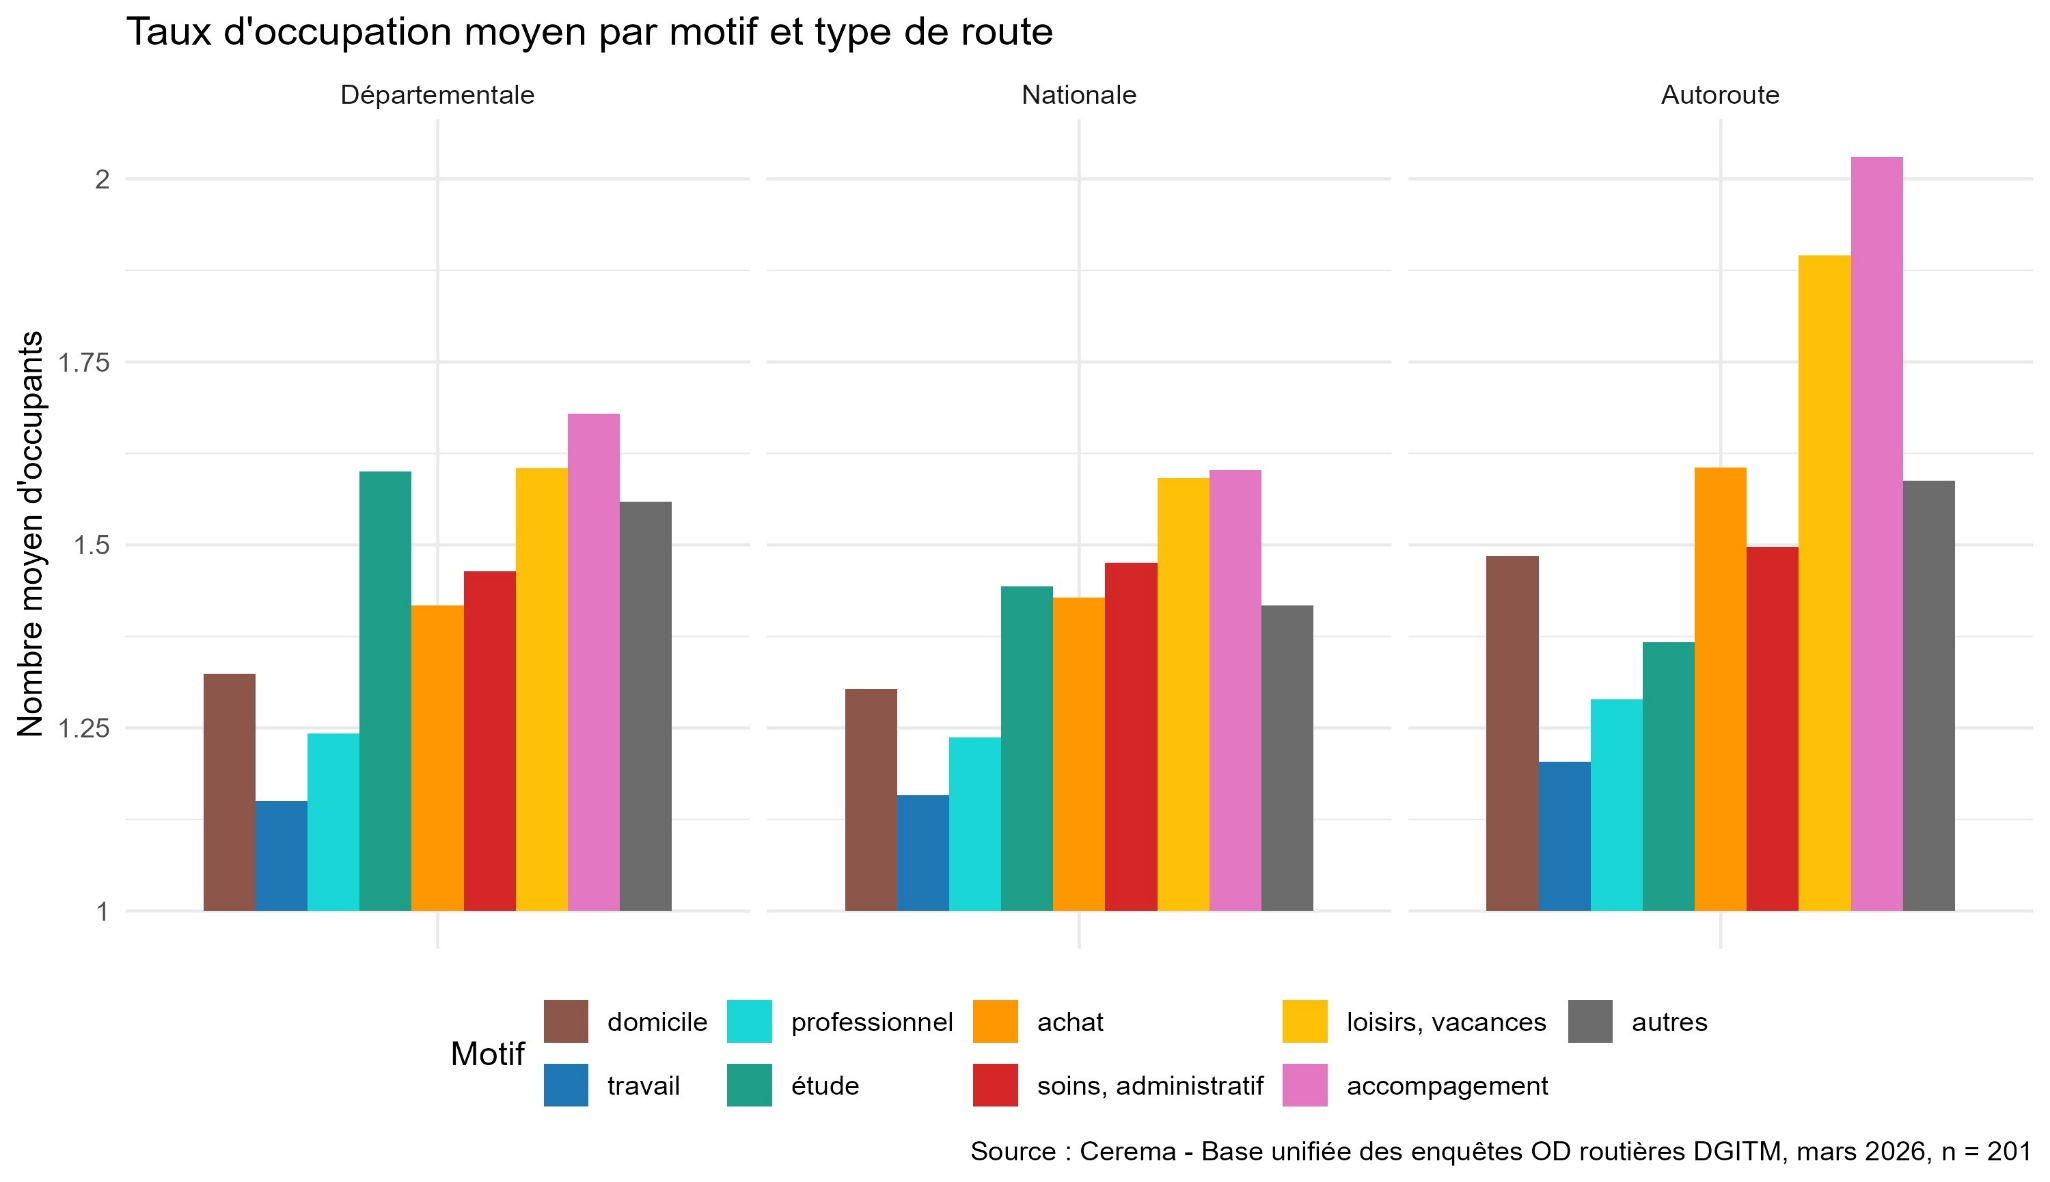 Taux d'occupation moyen par motif et type de route
Départementale
Nationale
Autoroute
Nombre moyen d'occupants
2
1.75
1.5
1.25
1
Motif
domicile
professionnel
achat
loisirs, vacances
autres
travail
étude
soins, administratif
accompagement
Source : Cerema - Base unifiée des enquêtes OD routières DGITM, mars 2026, n = 201